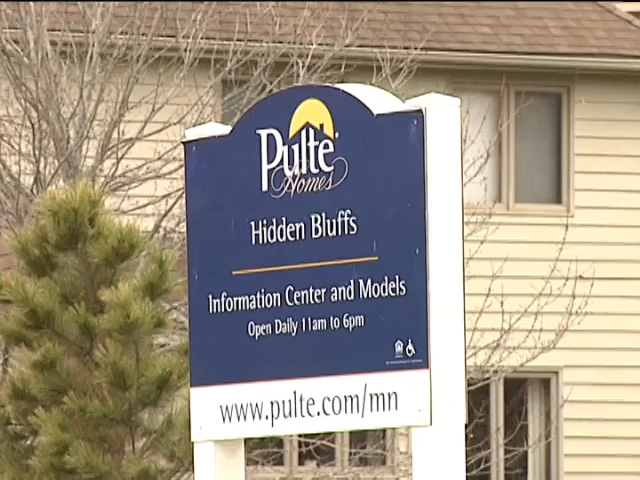 Pulte
Homes
Hidden Bluffs
Information Center and Models
Open Daily 11am to 6pm
www.pulte.com/mn